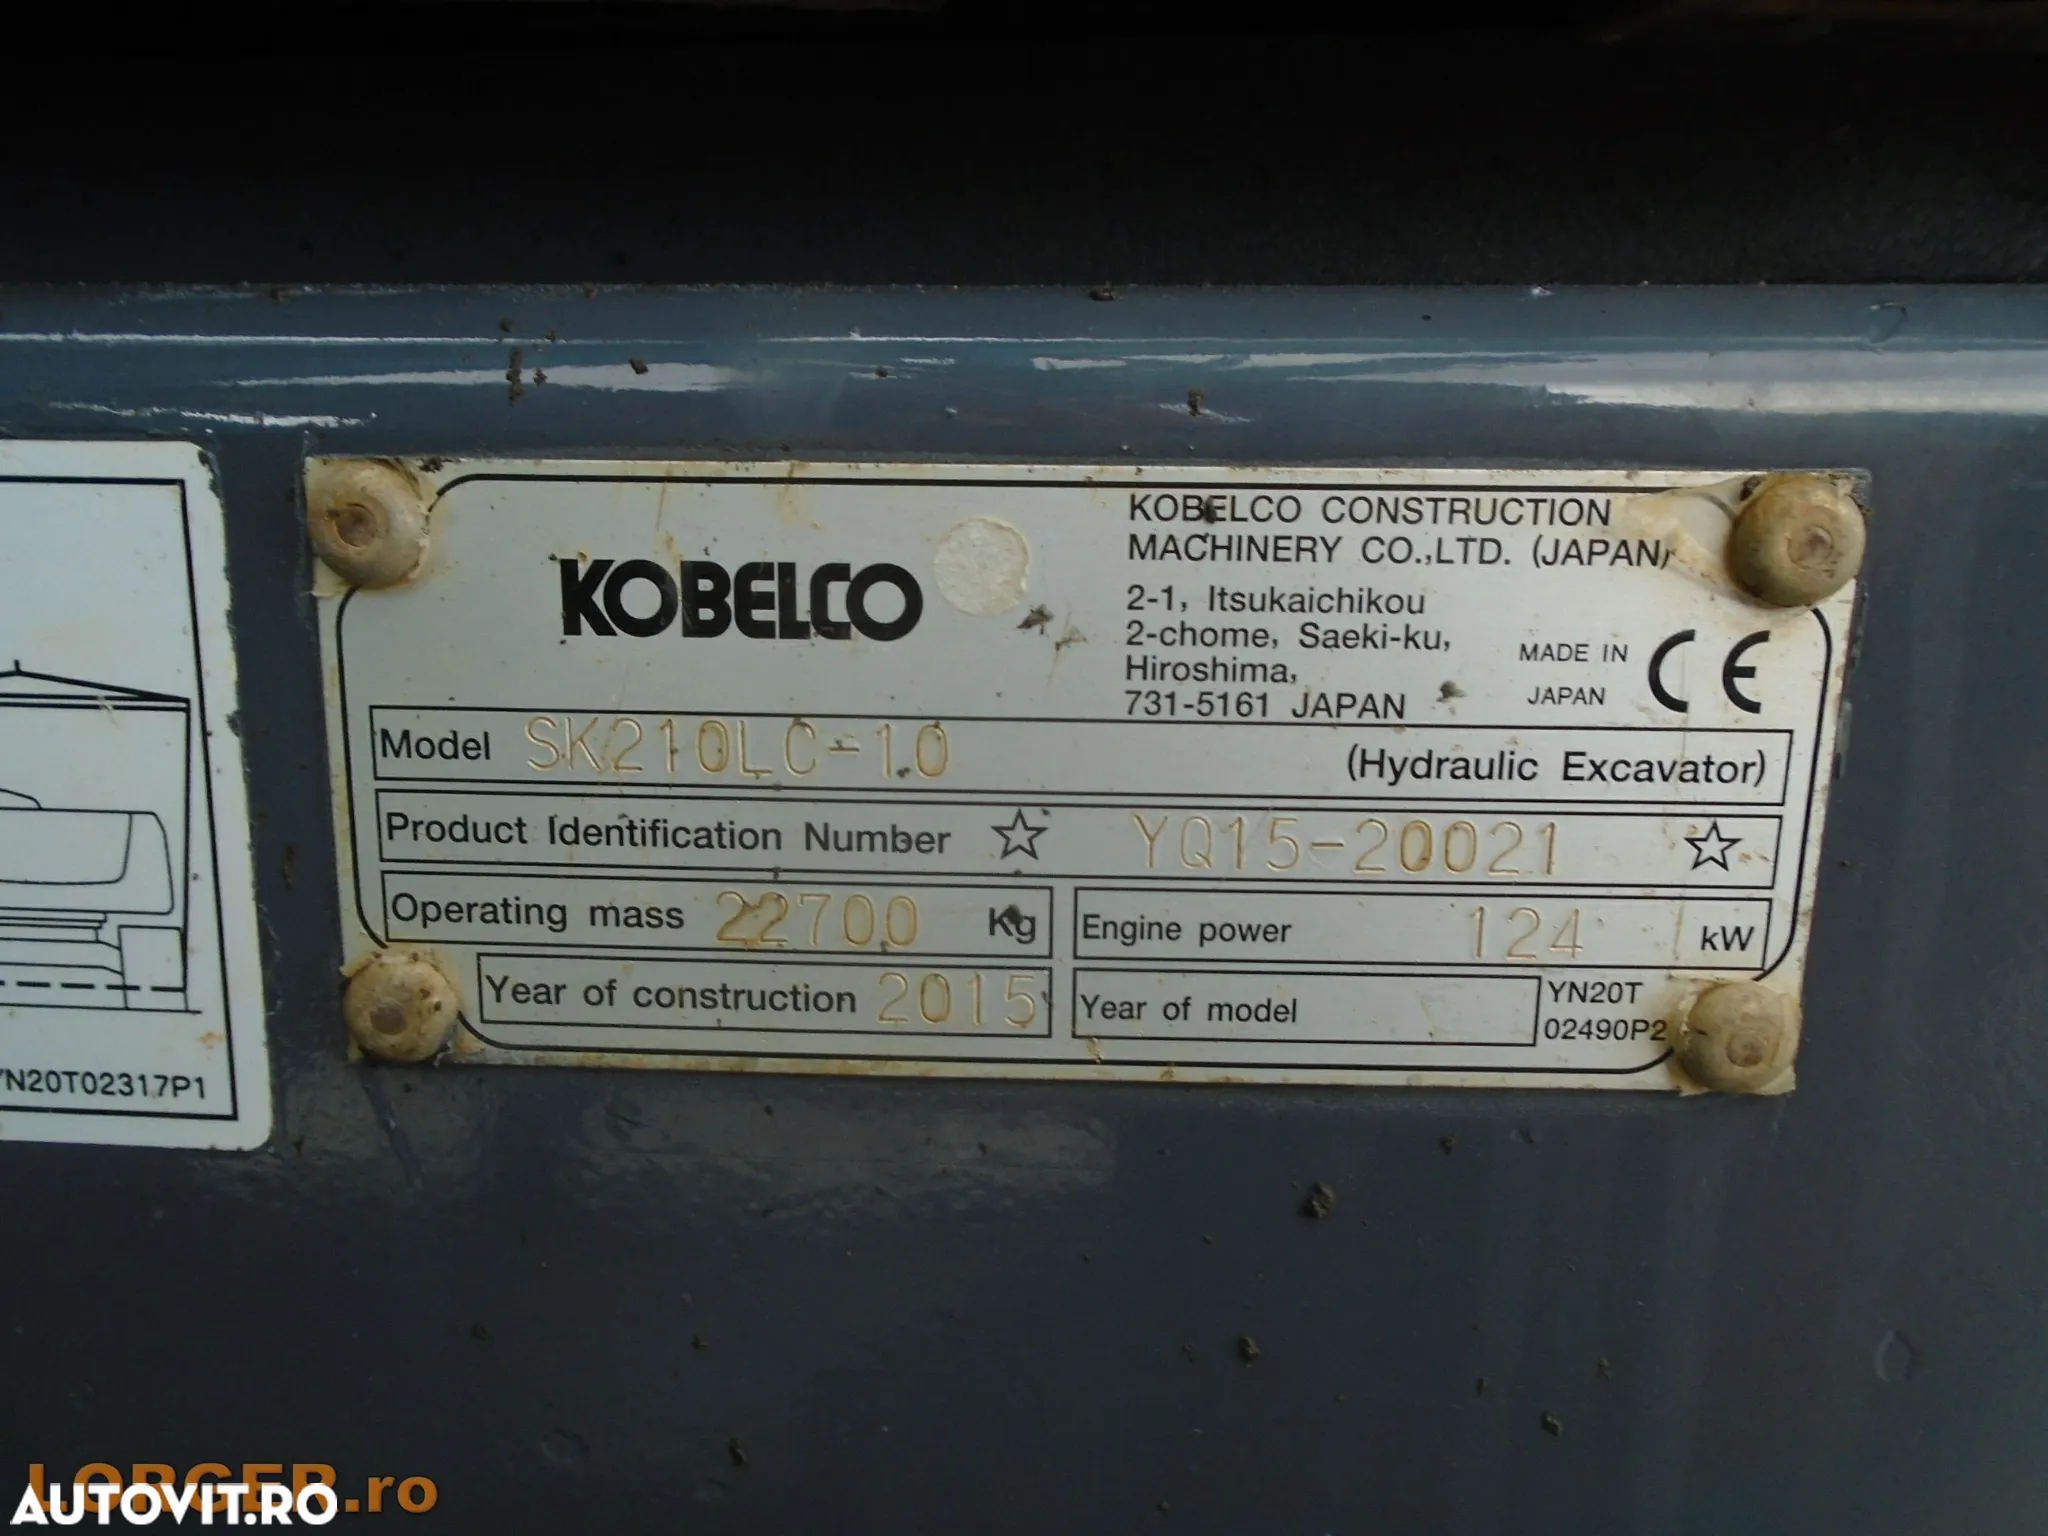 KOBELCO
KOBELCO CONSTRUCTION
MACHINERY CO.,LTD. (JAPAN)
2-1, Itsukaichikou
2-chome, Saeki-ku,
Hiroshima,
731-5161 JAPAN
MADE IN
JAPAN
CE
Model SK210LC-10 (Hydraulic Excavator)
Product Identification Number ☆ YQ15-20021 ☆
Operating mass 22700 Kg
Engine power 124 kW
Year of construction 2015
Year of model
YN20T
02490P2
YN20T02317P1
LORGER.ro
AUTOVIT.RO